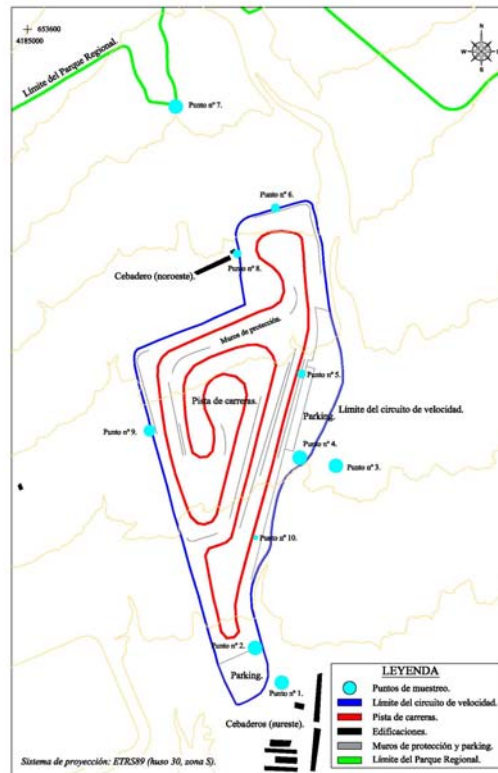 653600
4185000
N
W
S
Límite del Parque Regional.
Punto nº 7.
Punto nº 6.
Punto nº 8.
Cebadero (noroeste).
Muros de protección.
Punto nº 5.
Pista de carreras.
Parking.
Límite del circuito de velocidad.
Punto nº 9.
Punto nº 4.
Punto nº 3.
Punto nº 10.
Punto nº 2.
Parking.
Punto nº 1.
Cebaderos (sureste).
LEYENDA
Puntos de muestreo.
Límite del circuito de velocidad.
Pista de carreras.
Edificaciones.
Muros de protección y parking.
Límite del Parque Regional.
Sistema de proyección: ETRS89 (huso 30, zona S).